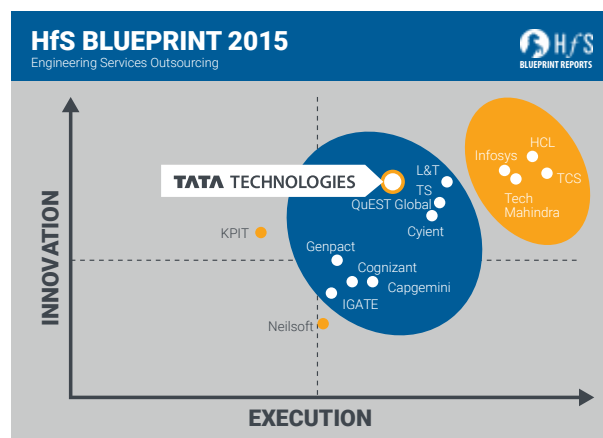 HfS BLUEPRINT 2015
Engineering Services Outsourcing
HfS
BLUEPRINT REPORTS
INNOVATION
HCL
Infosys
TCS
Tech
Mahindra
L&T
TS
TATA TECHNOLOGIES
QuEST Global
Cyient
KPIT
Genpact
Cognizant
Capgemini
IGATE
Neilsoft
EXECUTION